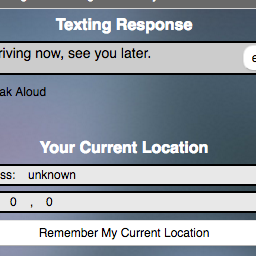 Texting Response
riving now, see you later.
ak Aloud
Your Current Location
ss: unknown
0 , 0
Remember My Current Location